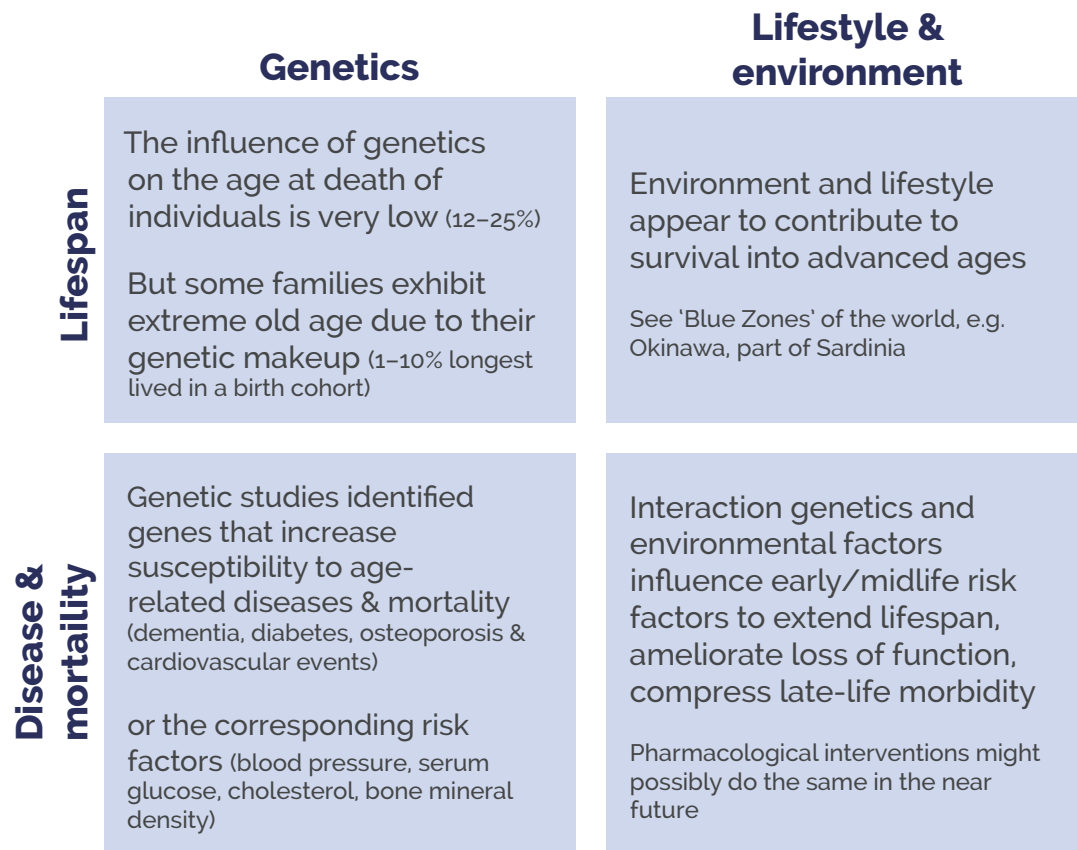 Genetics
Lifestyle &
environment
Lifespan
The influence of genetics
on the age at death of
individuals is very low (12–25%)
But some families exhibit
extreme old age due to their
genetic makeup (1–10% longest
lived in a birth cohort)
Environment and lifestyle
appear to contribute to
survival into advanced ages
See ‘Blue Zones’ of the world, e.g.
Okinawa, part of Sardinia
Disease &
mortaility
Genetic studies identified
genes that increase
susceptibility to age-
related diseases & mortality
(dementia, diabetes, osteoporosis &
cardiovascular events)
or the corresponding risk
factors (blood pressure, serum
glucose, cholesterol, bone mineral
density)
Interaction genetics and
environmental factors
influence early/midlife risk
factors to extend lifespan,
ameliorate loss of function,
compress late-life morbidity
Pharmacological interventions might
possibly do the same in the near
future